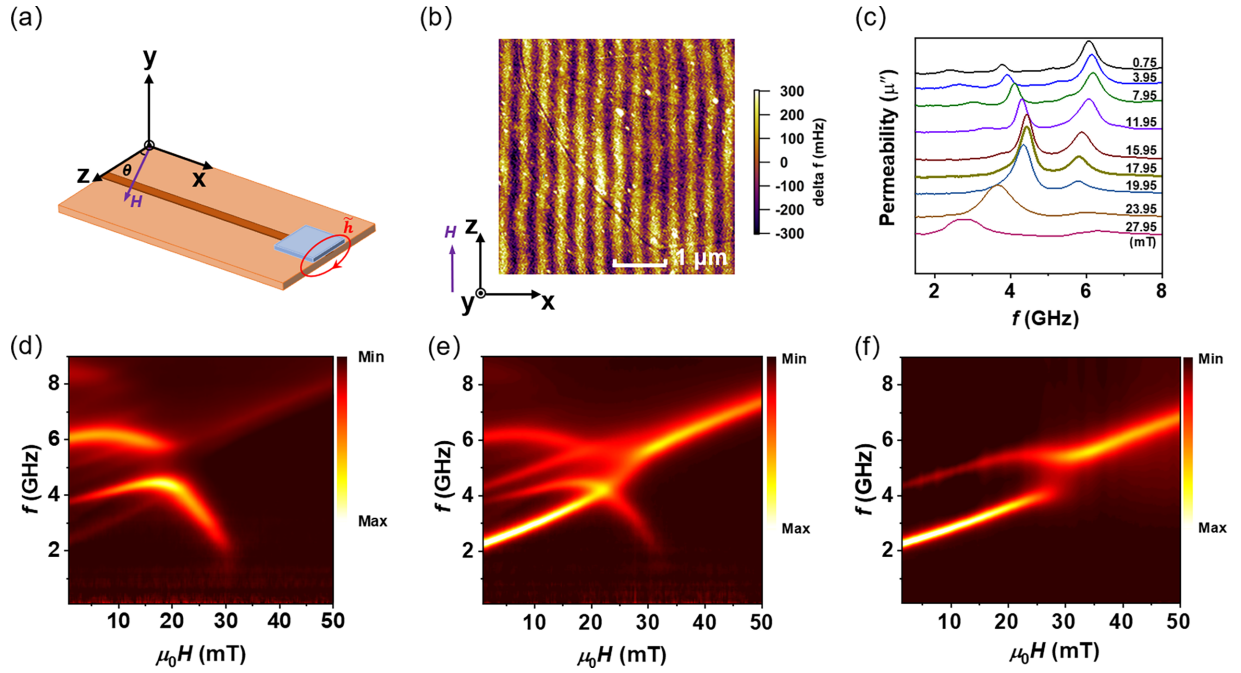 (a)
y
z
x
θ
H
h̃
(b)
H
z
y
x
1 μm
300
200
100
0
-100
-200
-300
delta f (mHz)
(c)
Permeability (μ″)
0.75
3.95
7.95
11.95
15.95
17.95
19.95
23.95
27.95
(mT)
2 4 6 8
f (GHz)
(d)
f (GHz)
8
6
4
2
10 20 30 40 50
μ₀H (mT)
Min
Max
(e)
f (GHz)
8
6
4
2
10 20 30 40 50
μ₀H (mT)
Min
Max
(f)
f (GHz)
8
6
4
2
10 20 30 40 50
μ₀H (mT)
Min
Max